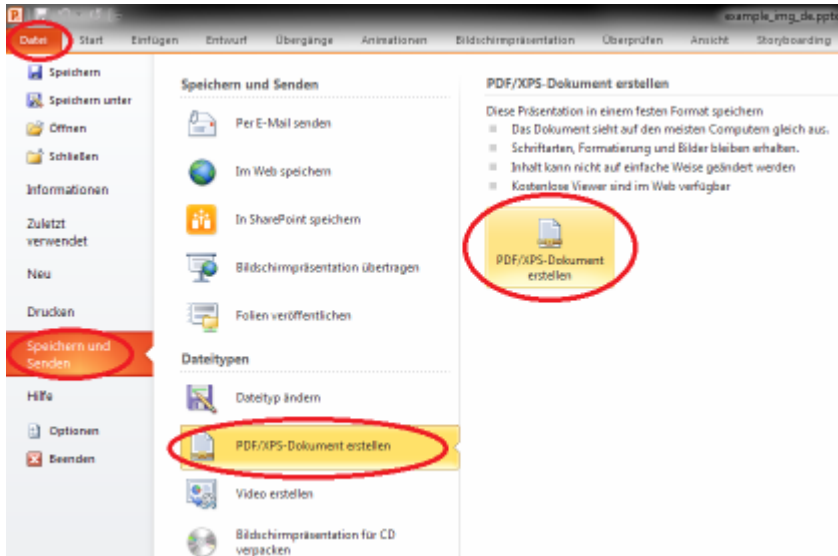 example_img_de.ppt
Datei Start Einfügen Entwurf Übergänge Animationen Bildschirmpräsentation Überprüfen Ansicht Storyboarding
Speichern
Speichern unter
Öffnen
Schließen
Informationen
Zuletzt
verwendet
Neu
Drucken
Speichern und
Senden
Hilfe
Optionen
Beenden
Speichern und Senden
Per E-Mail senden
Im Web speichern
In SharePoint speichern
Bildschirmpräsentation übertragen
Folien veröffentlichen
Dateitypen
Dateityp ändern
PDF/XPS-Dokument erstellen
Video erstellen
Bildschirmpräsentation für CD
verpacken
PDF/XPS-Dokument erstellen
Diese Präsentation in einem festen Format speichern
Das Dokument sieht auf den meisten Computern gleich aus.
Schriftarten, Formatierung und Bilder bleiben erhalten.
Inhalt kann nicht auf einfache Weise geändert werden
Kostenlose Viewer sind im Web verfügbar
PDF/XPS-Dokument
erstellen